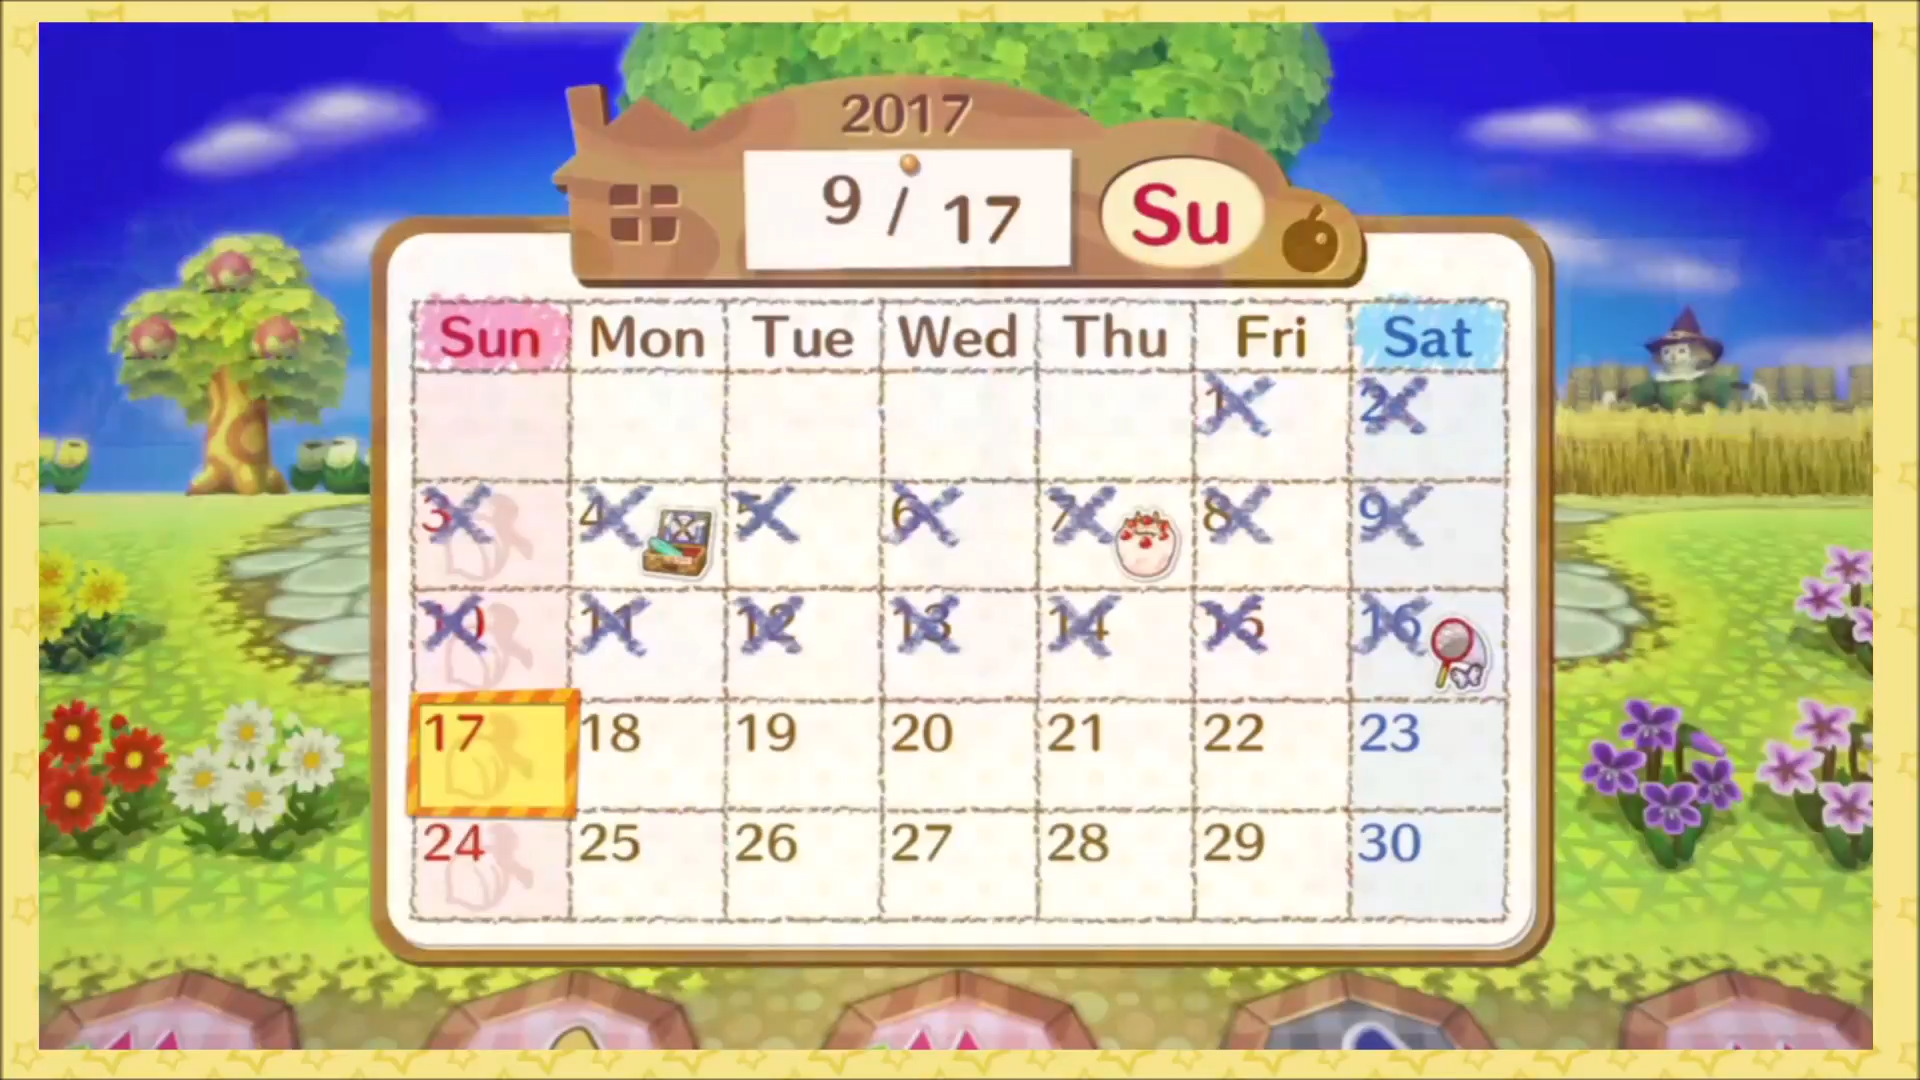 2017
9 / 17 Su
Sun Mon Tue Wed Thu Fri Sat
1 2
3 4 5 6 7 8 9
10 11 12 13 14 15 16
17 18 19 20 21 22 23
24 25 26 27 28 29 30